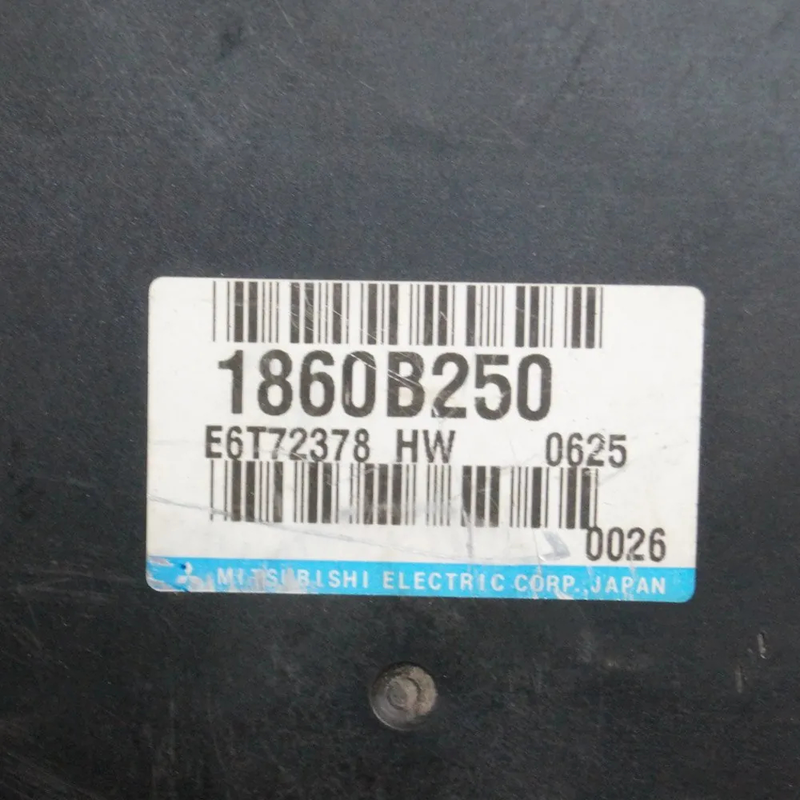 1860B250
E6T72378 HW 0625
0026
MITSUBISHI ELECTRIC CORP., JAPAN